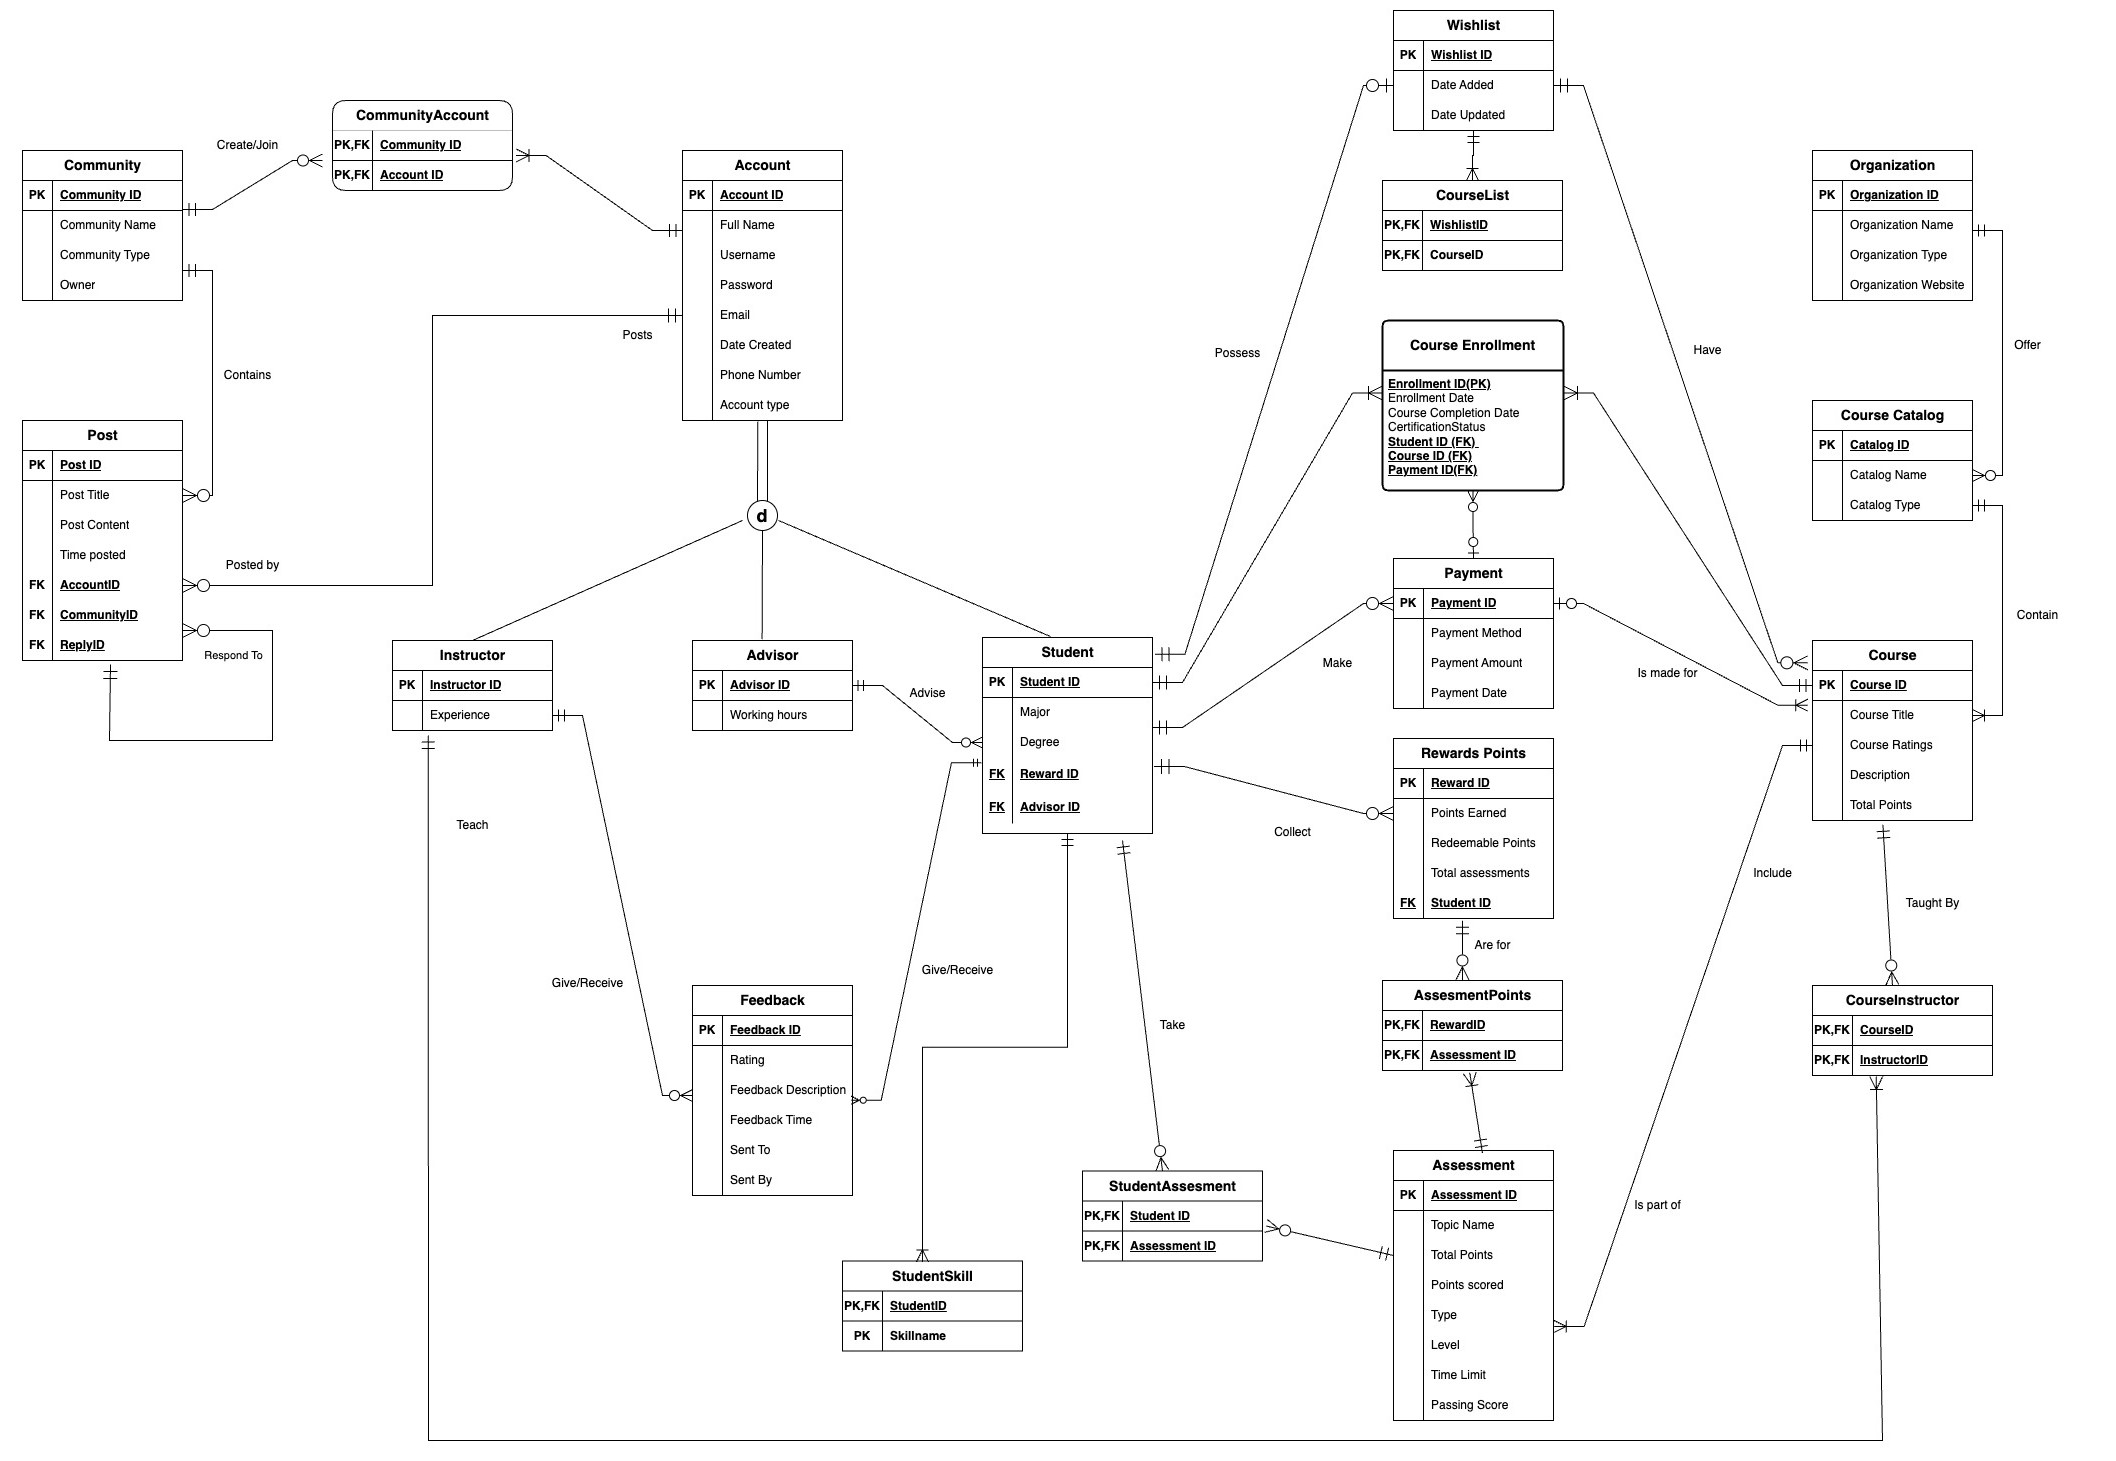 Wishlist
PK Wishlist ID
Date Added
Date Updated
CommunityAccount
PK,FK Community ID
PK,FK Account ID
Create/Join
Community
PK Community ID
Community Name
Community Type
Owner
Account
PK Account ID
Full Name
Username
Password
Email
Date Created
Phone Number
Account type
CourseList
PK,FK WishlistID
PK,FK CourseID
Organization
PK Organization ID
Organization Name
Organization Type
Organization Website
Posts
Contains
Possess
Have
Offer
Course Enrollment
Enrollment ID(PK)
Enrollment Date
Course Completion Date
CertificationStatus
Student ID (FK)
Course ID (FK)
Payment ID(FK)
Course Catalog
PK Catalog ID
Catalog Name
Catalog Type
Post
PK Post ID
Post Title
Post Content
Time posted
FK AccountID
FK CommunityID
FK ReplyID
Posted by
Respond To
d
Payment
PK Payment ID
Payment Method
Payment Amount
Payment Date
Make
Is made for
Contain
Instructor
PK Instructor ID
Experience
Advisor
PK Advisor ID
Working hours
Advise
Student
PK Student ID
Major
Degree
FK Reward ID
FK Advisor ID
Course
PK Course ID
Course Title
Course Ratings
Description
Total Points
Rewards Points
PK Reward ID
Points Earned
Redeemable Points
Total assessments
FK Student ID
Teach
Collect
Include
Taught By
Are for
Give/Receive
Give/Receive
Take
Feedback
PK Feedback ID
Rating
Feedback Description
Feedback Time
Sent To
Sent By
AssesmentPoints
PK,FK RewardID
PK,FK Assessment ID
CourseInstructor
PK,FK CourseID
PK,FK InstructorID
StudentAssesment
PK,FK Student ID
PK,FK Assessment ID
Assessment
PK Assessment ID
Topic Name
Total Points
Points scored
Type
Level
Time Limit
Passing Score
Is part of
StudentSkill
PK,FK StudentID
PK Skillname